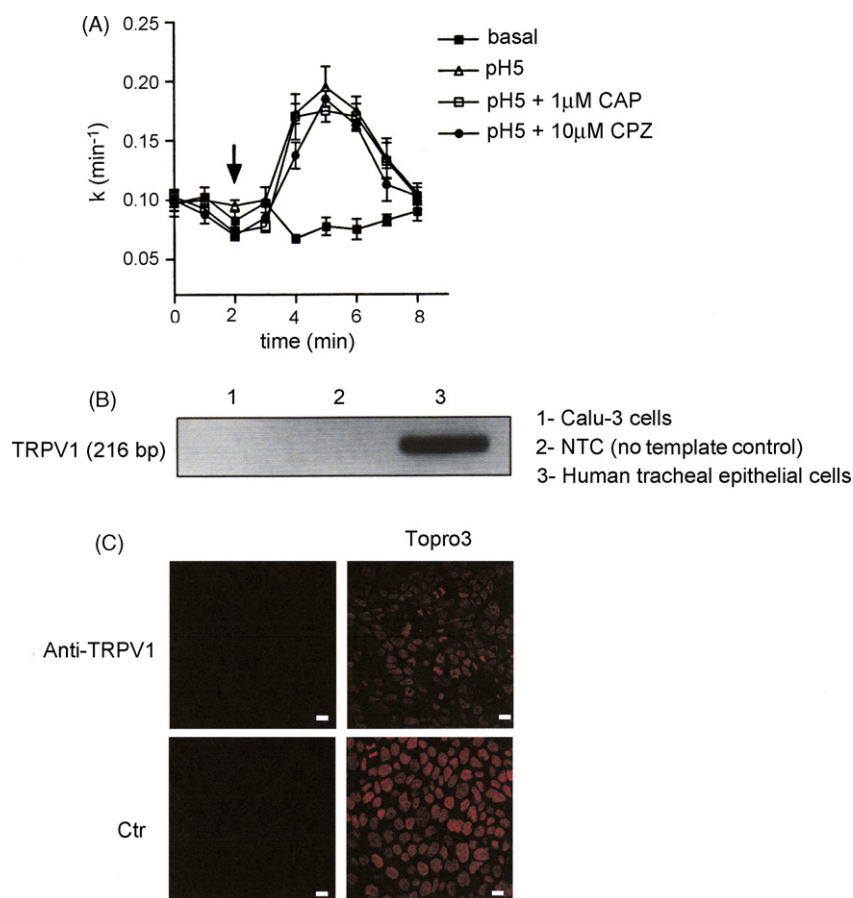 (A)
0.25
0.20
0.15
0.10
0.05
k (min⁻¹)
0 2 4 6 8
time (min)
basal
pH5
pH5 + 1μM CAP
pH5 + 10μM CPZ
(B)
1 2 3
TRPV1 (216 bp)
1- Calu-3 cells
2- NTC (no template control)
3- Human tracheal epithelial cells
(C)
Topro3
Anti-TRPV1
Ctr